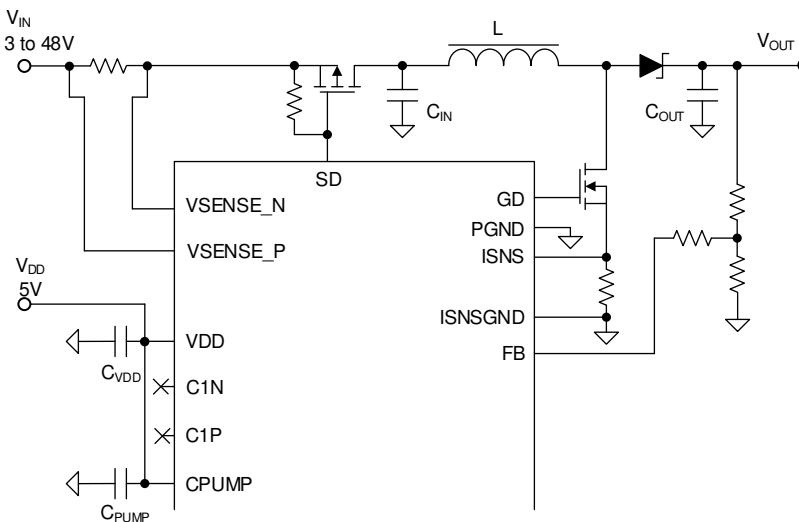 VIN
3 to 48V
L
VOUT
CIN
COUT
SD
GD
VSENSE_N
PGND
VSENSE_P
ISNS
VDD
5V
ISNSGND
VDD
FB
CVDD
C1N
C1P
CPUMP
CPUMP